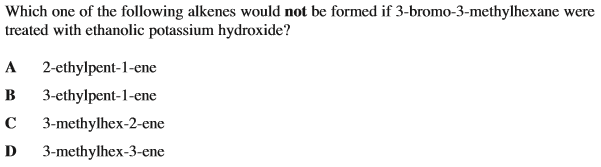 Which one of the following alkenes would not be formed if 3-bromo-3-methylhexane were
treated with ethanolic potassium hydroxide?
A 2-ethylpent-1-ene
B 3-ethylpent-1-ene
C 3-methylhex-2-ene
D 3-methylhex-3-ene